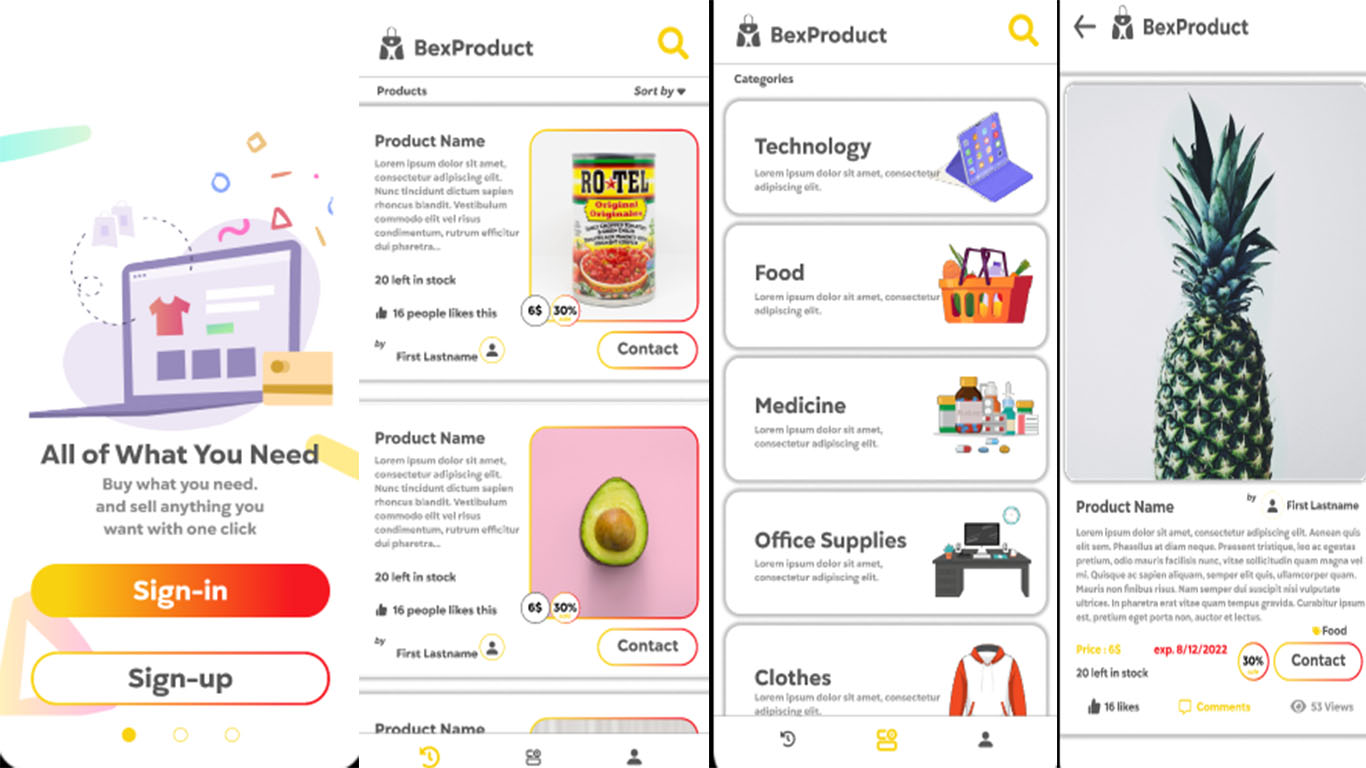 All of What You Need
Buy what you need.
and sell anything you
want with one click
Sign-in
Sign-up
BexProduct
Products
Sort by
Product Name
Lorem ipsum dolor sit amet,
consectetur adipiscing elit.
Nunc tincidunt dictum sapien
rhoncus blandit. Vestibulum
commodo elit vel risus
condimentum, rutrum efficitur
dui pharetra...
20 left in stock
16 people likes this
by
First Lastname
RO★TEL
Original
Originales
6$
30%
Contact
Product Name
Lorem ipsum dolor sit amet,
consectetur adipiscing elit.
Nunc tincidunt dictum sapien
rhoncus blandit. Vestibulum
commodo elit vel risus
condimentum, rutrum efficitur
dui pharetra...
20 left in stock
16 people likes this
by
First Lastname
6$
30%
Contact
Product Name
BexProduct
Categories
Technology
Lorem ipsum dolor sit amet, consectetur
adipiscing elit.
Food
Lorem ipsum dolor sit amet, consectetur
adipiscing elit.
Medicine
Lorem ipsum dolor sit amet,
consectetur adipiscing elit.
Office Supplies
Lorem ipsum dolor sit amet,
consectetur adipiscing elit.
Clothes
Lorem ipsum dolor sit amet, consectetur
adipiscing elit.
BexProduct
Product Name
by
First Lastname
Lorem ipsum dolor sit amet, consectetur adipiscing elit. Aenean quis
elit sem. Phasellus at diam neque. Praesent tristique, leo ac egestas
pretium, odio mauris facilisis nunc, vitae sollicitudin quam magna vel
mi. Quisque ac sapien aliquam, semper elit quis, ullamcorper quam.
Mauris non finibus risus. Nam semper dui suscipit nisi vulputate
ultrices. In pharetra erat vitae quam tempus gravida. Curabitur ipsum
est, pretium eget porta non, auctor et lectus.
Food
Price : 6$
exp. 8/12/2022
30%
Contact
20 left in stock
16 likes
Comments
53 Views